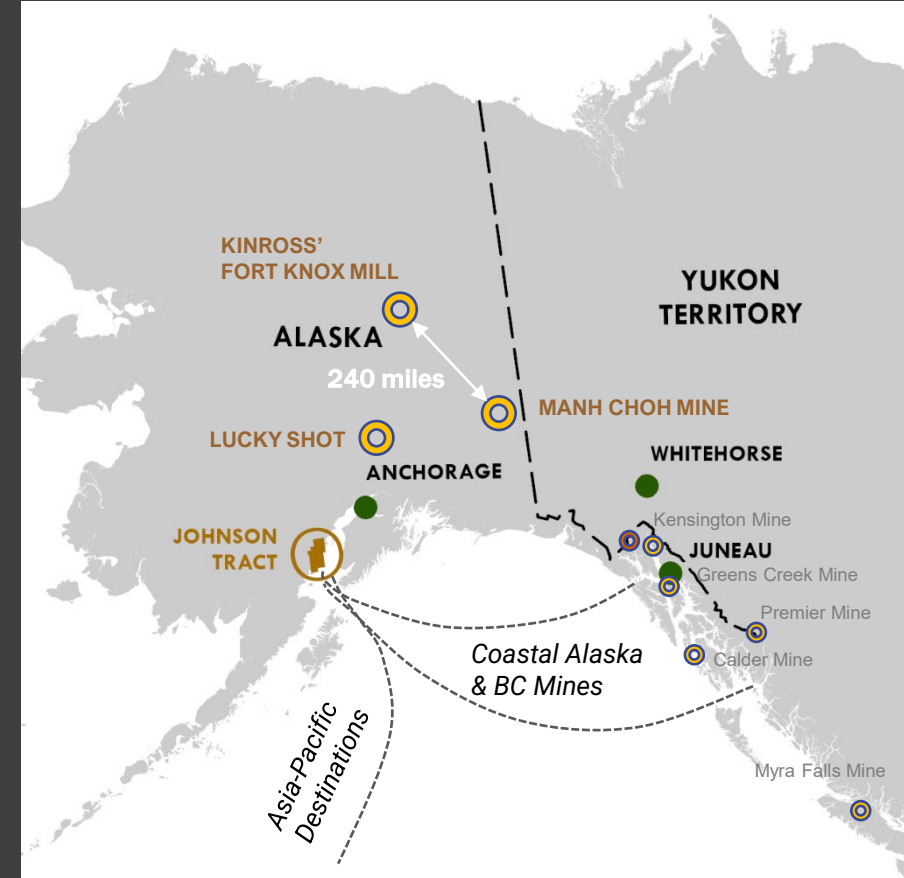 KINROSS’
FORT KNOX MILL
ALASKA
YUKON
TERRITORY
240 miles
MANH CHOH MINE
LUCKY SHOT
ANCHORAGE
WHITEHORSE
Kensington Mine
JOHNSON
TRACT
JUNEAU
Greens Creek Mine
Premier Mine
Coastal Alaska
& BC Mines
Calder Mine
Asia-Pacific
Destinations
Myra Falls Mine